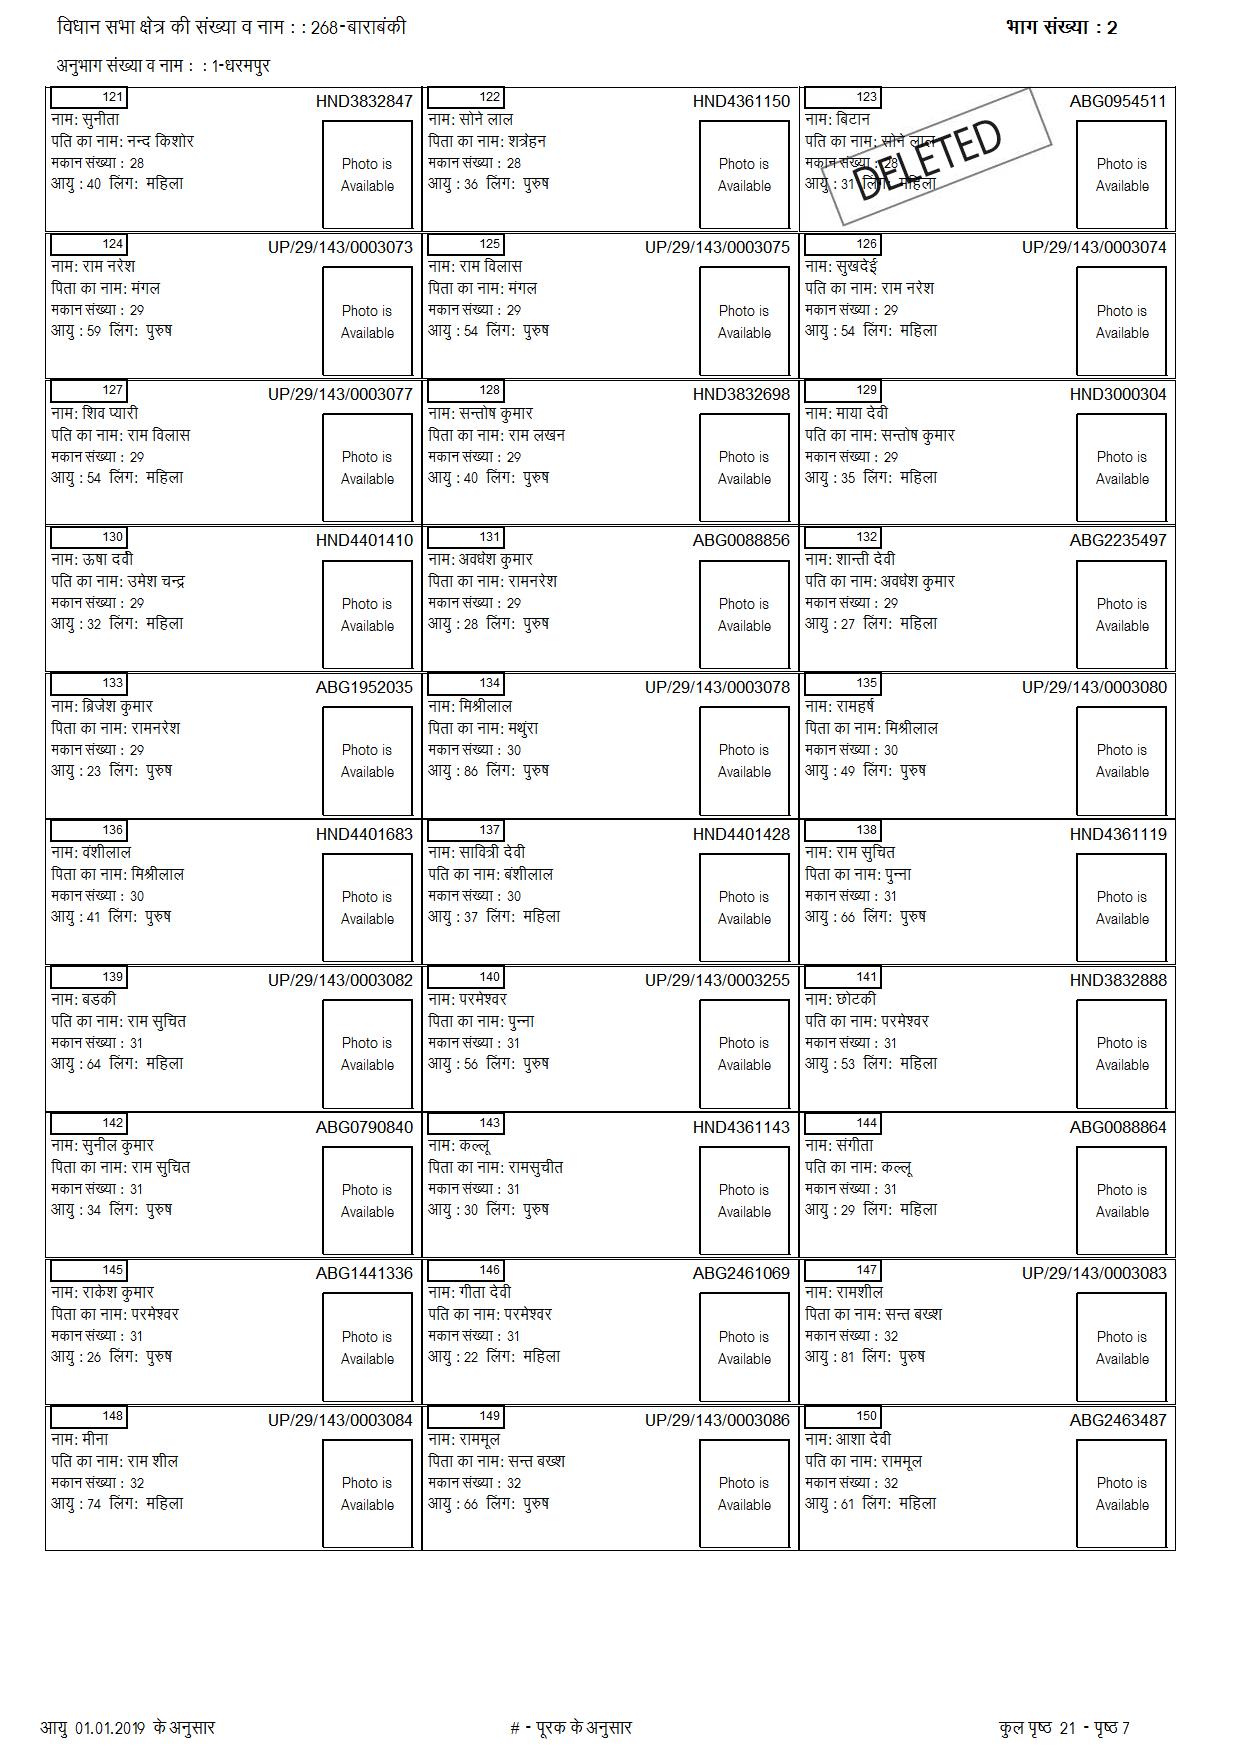 विधान सभा क्षेत्र की संख्या व नाम : : 268-बाराबंकी
भाग संख्या : 2
अनुभाग संख्या व नाम : : 1-धरमपुर
121 HND3832847
नाम: सुनीता
पति का नाम: नन्द किशोर
मकान संख्या : 28
आयु : 40 लिंग: महिला
Photo is
Available
122 HND4361150
नाम: सोने लाल
पिता का नाम: शत्रेहन
मकान संख्या : 28
आयु : 36 लिंग: पुरुष
Photo is
Available
123 ABG0954511
नाम: बिटान
पति का नाम: सोने लाल
मकान संख्या : 28
आयु : 31 लिंग: महिला
DELETED
Photo is
Available
124 UP/29/143/0003073
नाम: राम नरेश
पिता का नाम: मंगल
मकान संख्या : 29
आयु : 59 लिंग: पुरुष
Photo is
Available
125 UP/29/143/0003075
नाम: राम विलास
पिता का नाम: मंगल
मकान संख्या : 29
आयु : 54 लिंग: पुरुष
Photo is
Available
126 UP/29/143/0003074
नाम: सुखदेई
पति का नाम: राम नरेश
मकान संख्या : 29
आयु : 54 लिंग: महिला
Photo is
Available
127 UP/29/143/0003077
नाम: शिव प्यारी
पति का नाम: राम विलास
मकान संख्या : 29
आयु : 54 लिंग: महिला
Photo is
Available
128 HND3832698
नाम: सन्तोष कुमार
पिता का नाम: राम लखन
मकान संख्या : 29
आयु : 40 लिंग: पुरुष
Photo is
Available
129 HND3000304
नाम: माया देवी
पति का नाम: सन्तोष कुमार
मकान संख्या : 29
आयु : 35 लिंग: महिला
Photo is
Available
130 HND4401410
नाम: ऊषा दवी
पति का नाम: उमेश चन्द्र
मकान संख्या : 29
आयु : 32 लिंग: महिला
Photo is
Available
131 ABG0088856
नाम: अवधेश कुमार
पिता का नाम: रामनरेश
मकान संख्या : 29
आयु : 28 लिंग: पुरुष
Photo is
Available
132 ABG2235497
नाम: शान्ती देवी
पति का नाम: अवधेश कुमार
मकान संख्या : 29
आयु : 27 लिंग: महिला
Photo is
Available
133 ABG1952035
नाम: ब्रिजेश कुमार
पिता का नाम: रामनरेश
मकान संख्या : 29
आयु : 23 लिंग: पुरुष
Photo is
Available
134 UP/29/143/0003078
नाम: मिश्रीलाल
पिता का नाम: मथुंरा
मकान संख्या : 30
आयु : 86 लिंग: पुरुष
Photo is
Available
135 UP/29/143/0003080
नाम: रामहर्ष
पिता का नाम: मिश्रीलाल
मकान संख्या : 30
आयु : 49 लिंग: पुरुष
Photo is
Available
136 HND4401683
नाम: वंशीलाल
पिता का नाम: मिश्रीलाल
मकान संख्या : 30
आयु : 41 लिंग: पुरुष
Photo is
Available
137 HND4401428
नाम: सावित्री देवी
पति का नाम: बंशीलाल
मकान संख्या : 30
आयु : 37 लिंग: महिला
Photo is
Available
138 HND4361119
नाम: राम सुचित
पिता का नाम: पुन्ना
मकान संख्या : 31
आयु : 66 लिंग: पुरुष
Photo is
Available
139 UP/29/143/0003082
नाम: बडकी
पति का नाम: राम सुचित
मकान संख्या : 31
आयु : 64 लिंग: महिला
Photo is
Available
140 UP/29/143/0003255
नाम: परमेश्वर
पिता का नाम: पुन्ना
मकान संख्या : 31
आयु : 56 लिंग: पुरुष
Photo is
Available
141 HND3832888
नाम: छोटकी
पति का नाम: परमेश्वर
मकान संख्या : 31
आयु : 53 लिंग: महिला
Photo is
Available
142 ABG0790840
नाम: सुनील कुमार
पिता का नाम: राम सुचित
मकान संख्या : 31
आयु : 34 लिंग: पुरुष
Photo is
Available
143 HND4361143
नाम: कल्लू
पिता का नाम: रामसुचीत
मकान संख्या : 31
आयु : 30 लिंग: पुरुष
Photo is
Available
144 ABG0088864
नाम: संगीता
पति का नाम: कल्लू
मकान संख्या : 31
आयु : 29 लिंग: महिला
Photo is
Available
145 ABG1441336
नाम: राकेश कुमार
पिता का नाम: परमेश्वर
मकान संख्या : 31
आयु : 26 लिंग: पुरुष
Photo is
Available
146 ABG2461069
नाम: गीता देवी
पति का नाम: परमेश्वर
मकान संख्या : 31
आयु : 22 लिंग: महिला
Photo is
Available
147 UP/29/143/0003083
नाम: रामशील
पिता का नाम: सन्त बख्श
मकान संख्या : 32
आयु : 81 लिंग: पुरुष
Photo is
Available
148 UP/29/143/0003084
नाम: मीना
पति का नाम: राम शील
मकान संख्या : 32
आयु : 74 लिंग: महिला
Photo is
Available
149 UP/29/143/0003086
नाम: राममूल
पिता का नाम: सन्त बख्श
मकान संख्या : 32
आयु : 66 लिंग: पुरुष
Photo is
Available
150 ABG2463487
नाम: आशा देवी
पति का नाम: राममूल
मकान संख्या : 32
आयु : 61 लिंग: महिला
Photo is
Available
आयु 01.01.2019 के अनुसार
# - पूरक के अनुसार
कुल पृष्ठ 21 - पृष्ठ 7